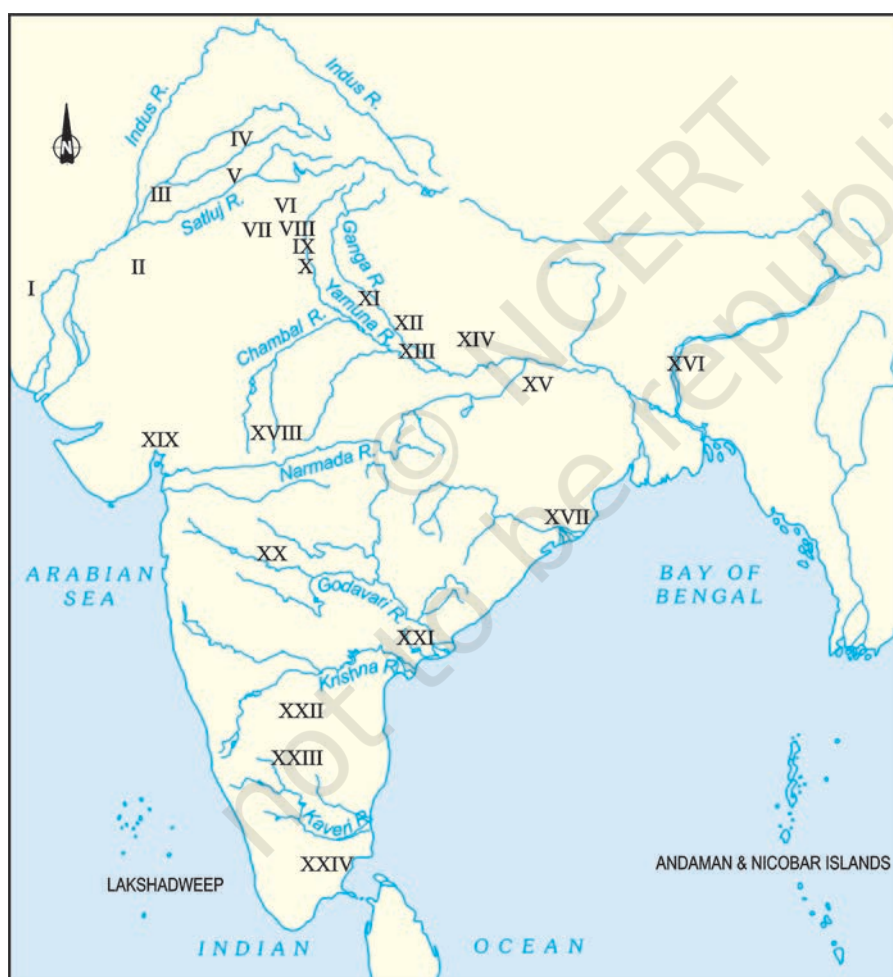 Indus R.
Indus R.
N
IV
V
III
VI
Satluj R.
VII
VIII
IX
X
Ganga R.
II
I
XI
Yamuna R.
XII
Chambal R.
XIII
XIV
XV
XVI
XVIII
XIX
Narmada R.
XVII
XX
ARABIAN
SEA
BAY OF
BENGAL
Godavari R.
XXI
Krishna R.
XXII
XXIII
Kaveri R.
XXIV
LAKSHADWEEP
ANDAMAN & NICOBAR ISLANDS
INDIAN OCEAN
© NCERT
not to be republi